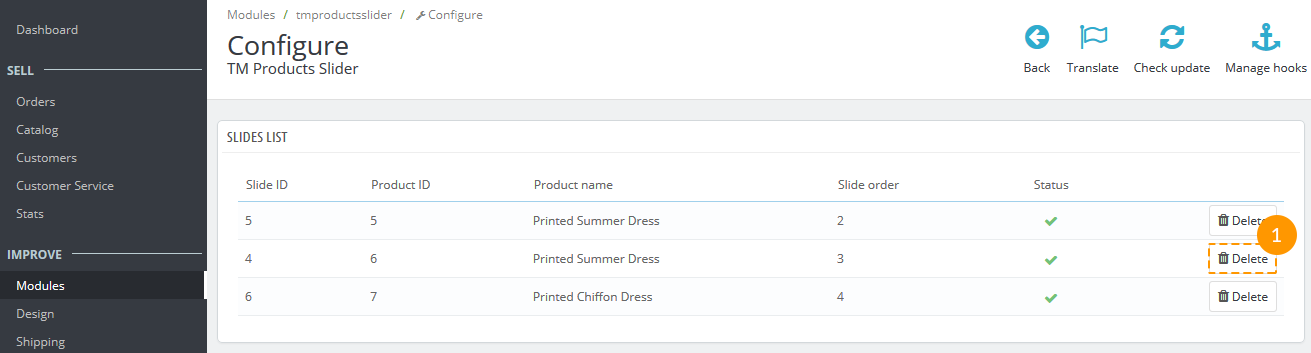 Dashboard
SELL
Orders
Catalog
Customers
Customer Service
Stats
IMPROVE
Modules
Design
Shipping
Modules / tmproductsslider / Configure
Configure
TM Products Slider
Back
Translate
Check update
Manage hooks
SLIDES LIST
Slide ID Product ID Product name Slide order Status
5 5 Printed Summer Dress 2 Delete
1
4 6 Printed Summer Dress 3 Delete
6 7 Printed Chiffon Dress 4 Delete